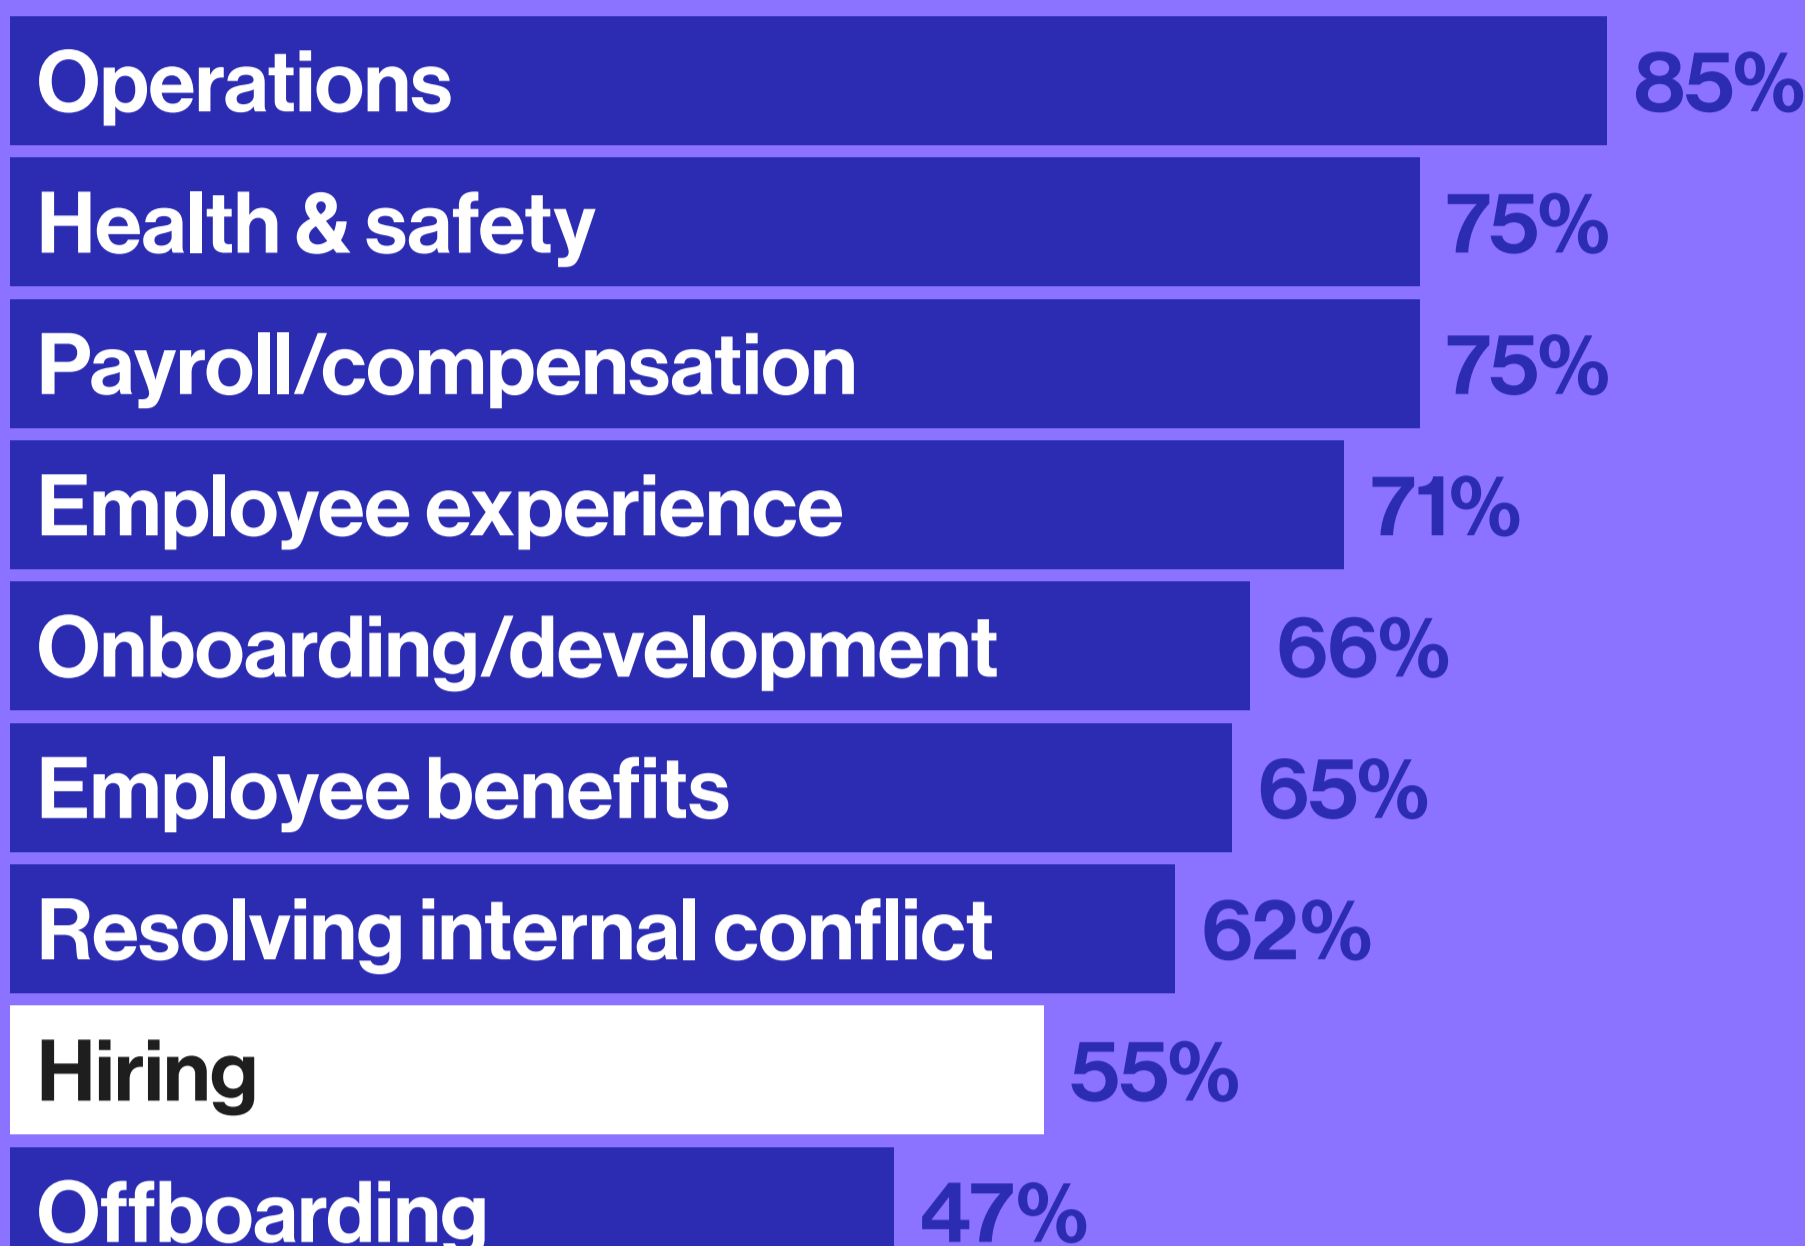 Operations 85%
Health & safety 75%
Payroll/compensation 75%
Employee experience 71%
Onboarding/development 66%
Employee benefits 65%
Resolving internal conflict 62%
Hiring 55%
Offboarding 47%